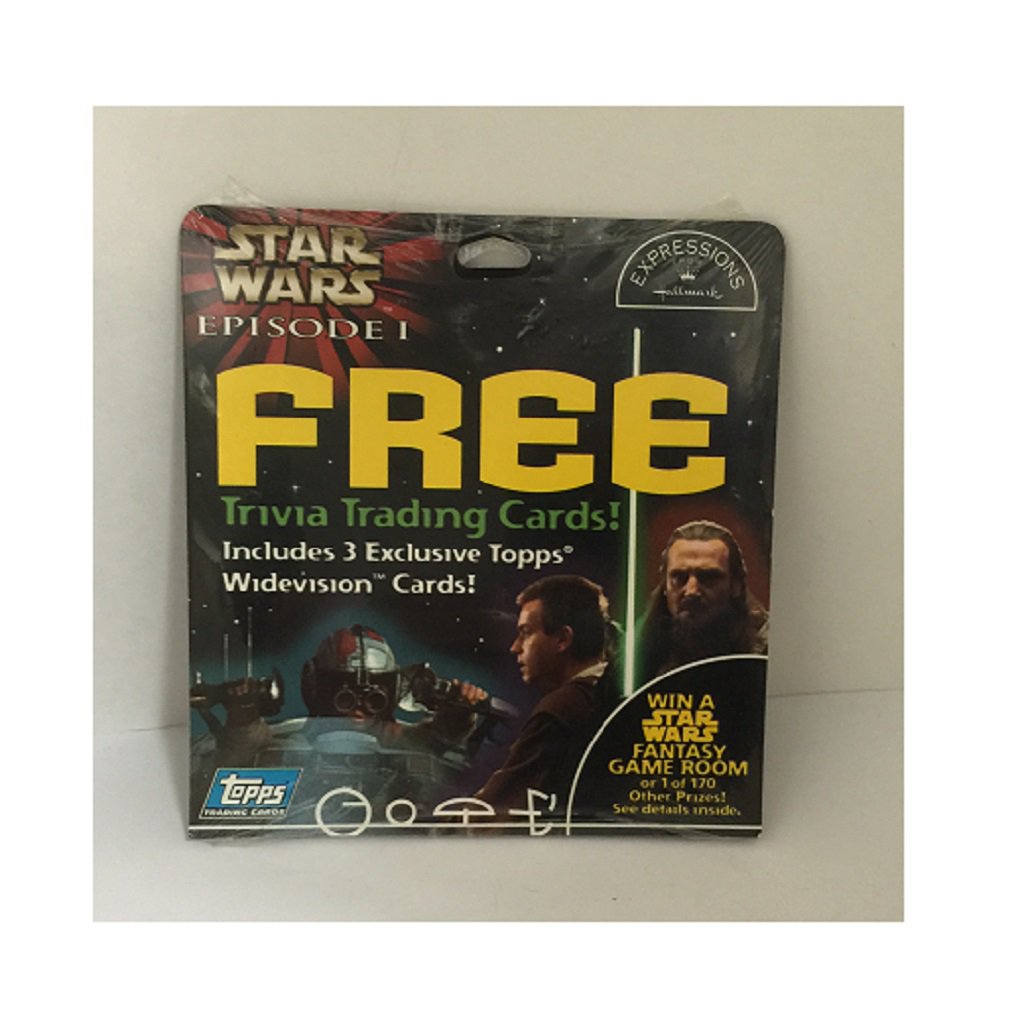 STAR
WARS
EPISODE I
EXPRESSIONS
FROM
Hallmark
FREE
Trivia Trading Cards!
Includes 3 Exclusive Topps®
Widevision™ Cards!
WIN A
STAR
WARS
FANTASY
GAME ROOM
or 1 of 170
Other Prizes!
See details inside.
Topps
TRADING CARDS